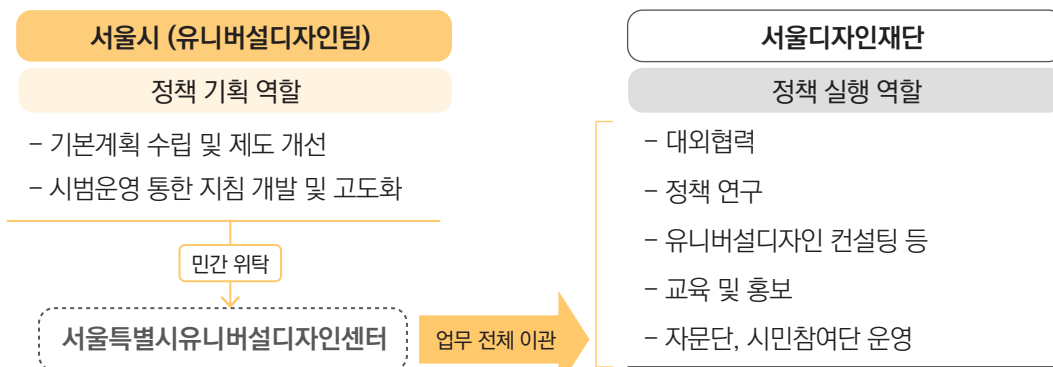 서울시 (유니버설디자인팀)
정책 기획 역할
- 기본계획 수립 및 제도 개선
- 시범운영 통한 지침 개발 및 고도화
민간 위탁
서울특별시유니버설디자인센터
업무 전체 이관
서울디자인재단
정책 실행 역할
- 대외협력
- 정책 연구
- 유니버설디자인 컨설팅 등
- 교육 및 홍보
- 자문단, 시민참여단 운영